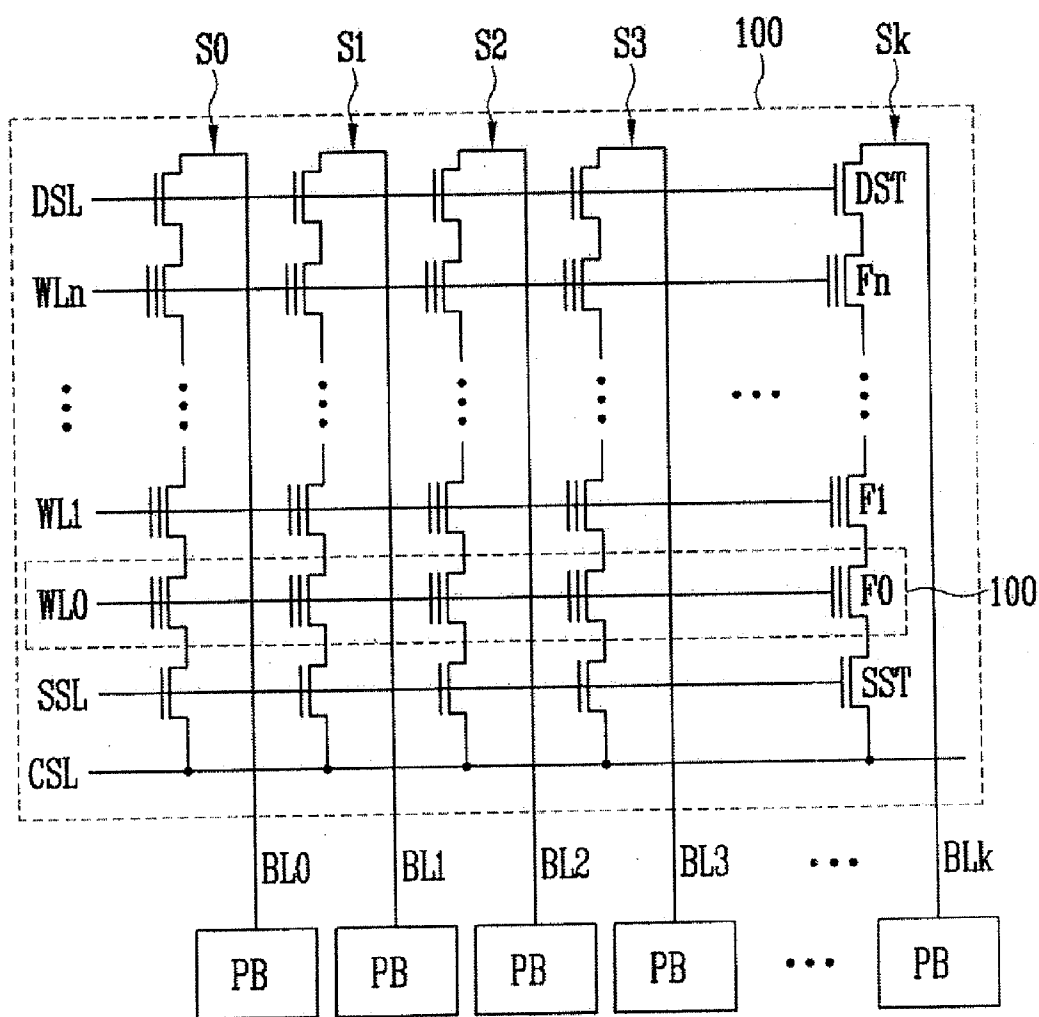 S0 S1 S2 S3 100 Sk
DSL DST
WLn Fn
WL1 F1
WL0 F0 100
SSL SST
CSL
BL0 BL1 BL2 BL3 BLk
PB PB PB PB PB